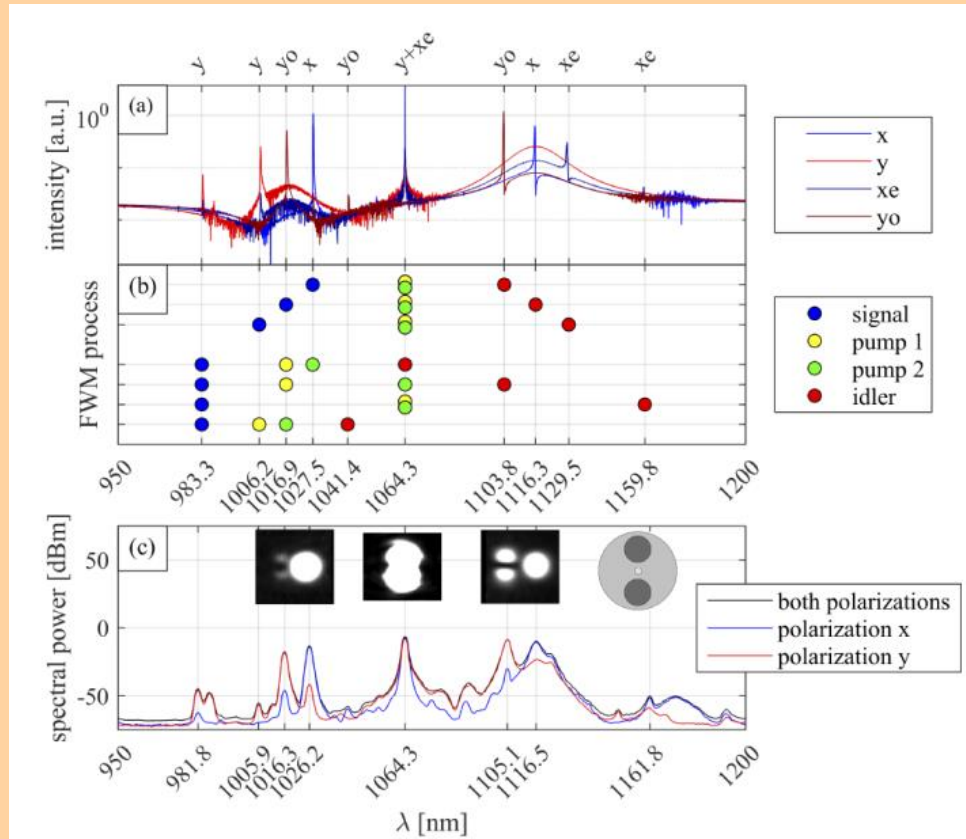 y y yo x yo y+xe yo x xe xe
(a)
10^0
intensity [a.u.]
x
y
xe
yo
(b)
FWM process
signal
pump 1
pump 2
idler
950 983.3 1006.2 1016.9 1027.5 1041.4 1064.3 1103.8 1116.3 1129.5 1159.8 1200
(c)
spectral power [dBm]
50
0
-50
both polarizations
polarization x
polarization y
950 981.8 1005.9 1016.3 1026.2 1064.3 1105.1 1116.5 1161.8 1200
λ [nm]